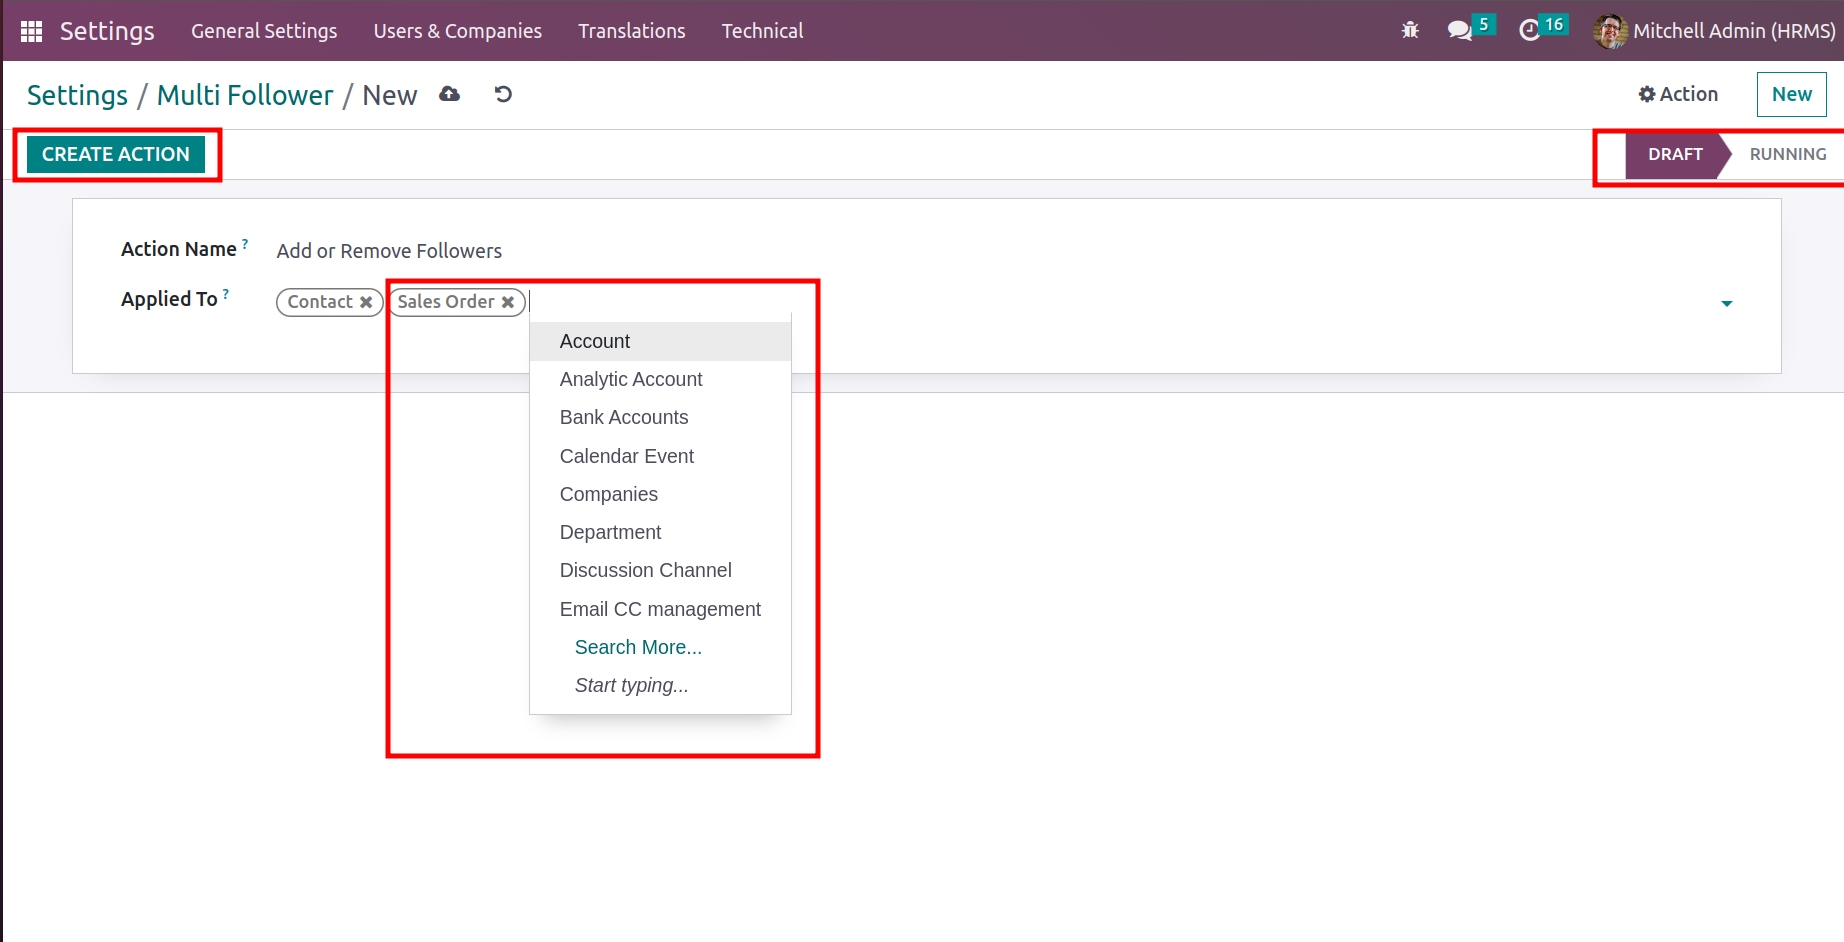 Settings General Settings Users & Companies Translations Technical 5 16 Mitchell Admin (HRMS)
Settings / Multi Follower / New Action New
CREATE ACTION DRAFT RUNNING
Action Name ? Add or Remove Followers
Applied To ? Contact ✖ Sales Order ✖
Account
Analytic Account
Bank Accounts
Calendar Event
Companies
Department
Discussion Channel
Email CC management
Search More...
Start typing...